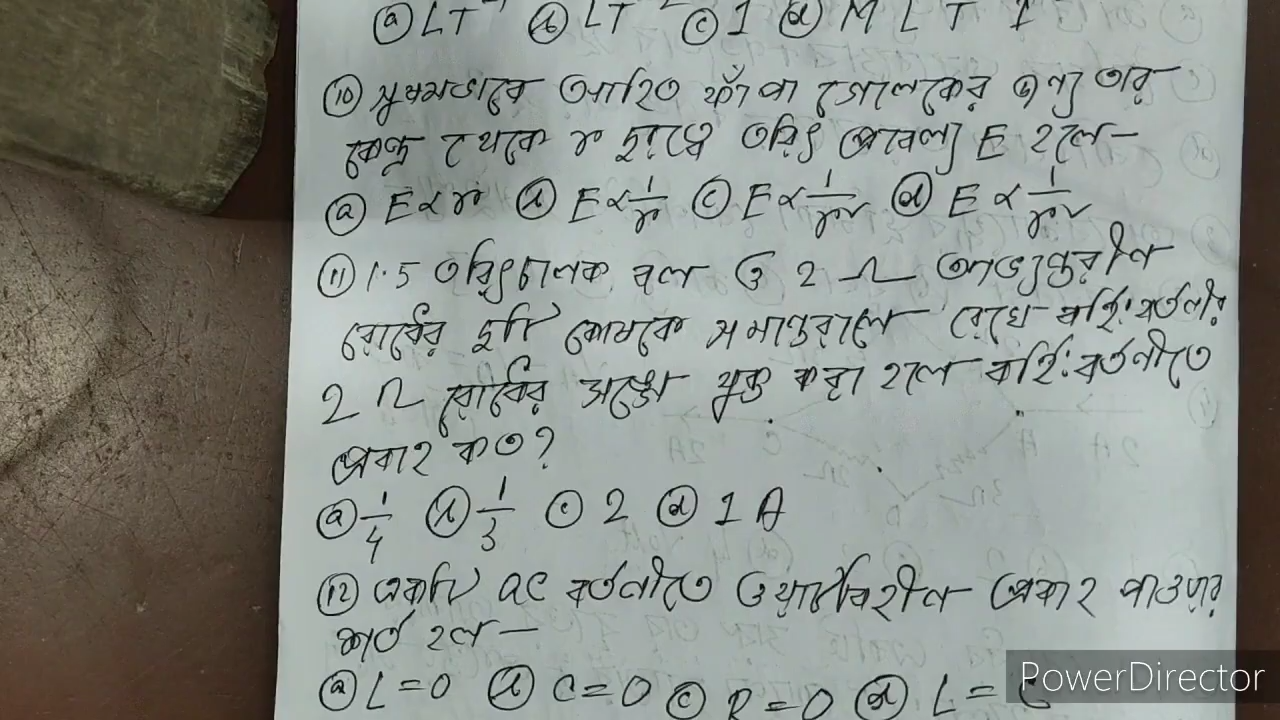 ⓐ LT⁻¹ ⓑ LT⁻² ⓒ 1 ⓓ M L T I
⑩ সুষমভাবে আহিত ফাঁপা গোলকের জন্য তার
কেন্দ্র থেকে r দূরত্বে তড়িৎ প্রাবল্য E হলে–
ⓐ E ∝ r ⓑ E ∝ 1/r ⓒ E ∝ 1/r² ⓓ E ∝ 1/r²
⑪ 1.5 তড়িৎচালক বল ও 2 Ω অভ্যন্তরীন
রোধের দুটি কোষকে সমান্তরালে রেখে বর্হি:বর্তনীর
2 Ω রোধের সঙ্গে যুক্ত করা হলে বর্হি:বর্তনীতে
প্রবাহ কত?
ⓐ 1/4 ⓑ 1/3 ⓒ 2 ⓓ 1 A
⑫ একটি ac বর্তনীতে ওয়াটবিহীন প্রবাহ পাওয়ার
শর্ত হল –
ⓐ L = 0 ⓑ C = 0 ⓒ R = 0 ⓓ L = C
PowerDirector